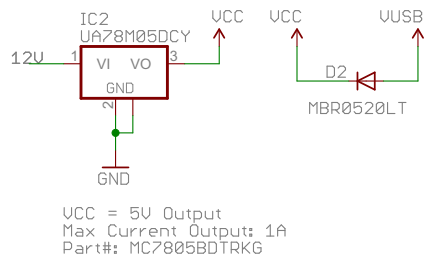 IC2
UA78M05DCY
VCC
VCC
VUSB
12V
1
VI
VO
3
GND
2
D2
MBR0520LT
GND
VCC = 5V Output
Max Current Output: 1A
Part#: MC7805BDTRKG